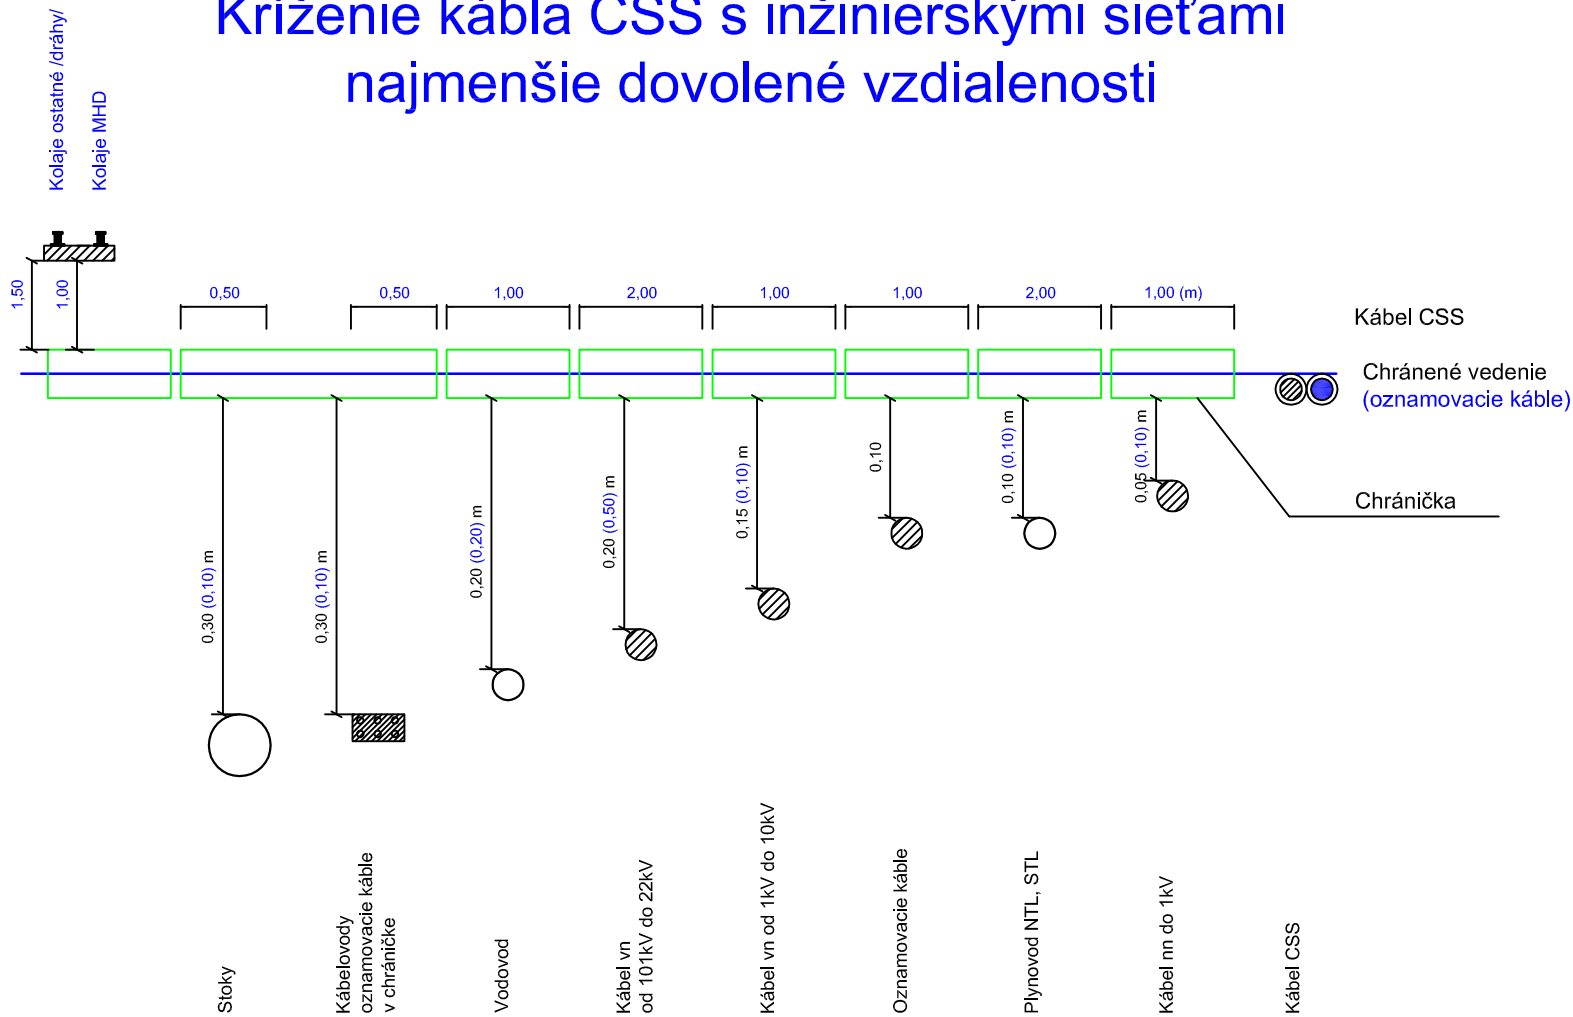 Kríženie kábla CSS s inžinierskými sieťami
najmenšie dovolené vzdialenosti
Kolaje ostatné /dráhy/
Kolaje MHD
1,50
1,00
0,50
0,50
1,00
2,00
1,00
1,00
2,00
1,00 (m)
Kábel CSS
Chránené vedenie
(oznamovacie káble)
Chránička
0,30 (0,10) m
0,30 (0,10) m
0,20 (0,20) m
0,20 (0,50) m
0,15 (0,10) m
0,10
0,10 (0,10) m
0,05 (0,10) m
Stoky
Kábelovody
oznamovacie káble
v chráničke
Vodovod
Kábel vn
od 101kV do 22kV
Kábel vn od 1kV do 10kV
Oznamovacie káble
Plynovod NTL, STL
Kábel nn do 1kV
Kábel CSS